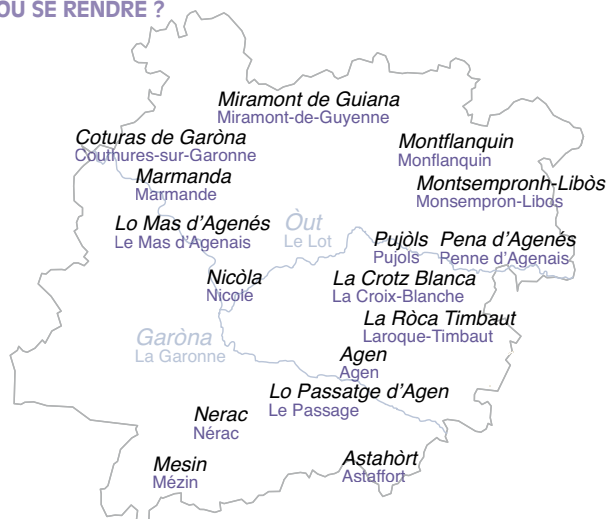 OU SE RENDRE ?
Miramont de Guiana
Miramont-de-Guyenne
Coturas de Garòna
Couthures-sur-Garonne
Montflanquin
Monflanquin
Marmanda
Marmande
Montsempronh-Libòs
Monsempron-Libos
Lo Mas d'Agenés
Le Mas d'Agenais
Òut
Le Lot
Pujòls Pena d'Agenés
Pujols Penne d'Agenais
Nicòla
Nicole
La Crotz Blanca
La Croix-Blanche
La Ròca Timbaut
Laroque-Timbaut
Garòna
La Garonne
Agen
Agen
Lo Passatge d'Agen
Le Passage
Nerac
Nérac
Mesin
Mézin
Astahòrt
Astaffort